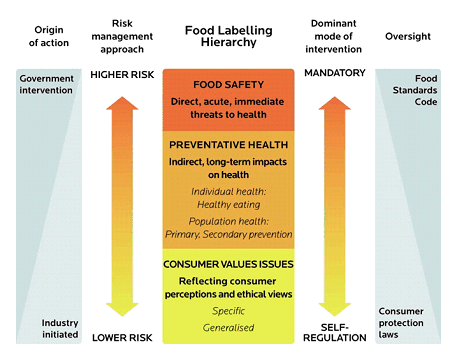 Origin
of action
Risk
management
approach
Food Labelling
Hierarchy
Dominant
mode of
intervention
Oversight
Government
intervention
HIGHER RISK
FOOD SAFETY
Direct, acute, immediate
threats to health
MANDATORY
Food
Standards
Code
PREVENTATIVE HEALTH
Indirect, long-term impacts
on health
Individual health:
Healthy eating
Population health:
Primary, Secondary prevention
CONSUMER VALUES ISSUES
Reflecting consumer
perceptions and ethical views
Specific
Generalised
Industry
initiated
LOWER RISK
SELF-
REGULATION
Consumer
protection
laws